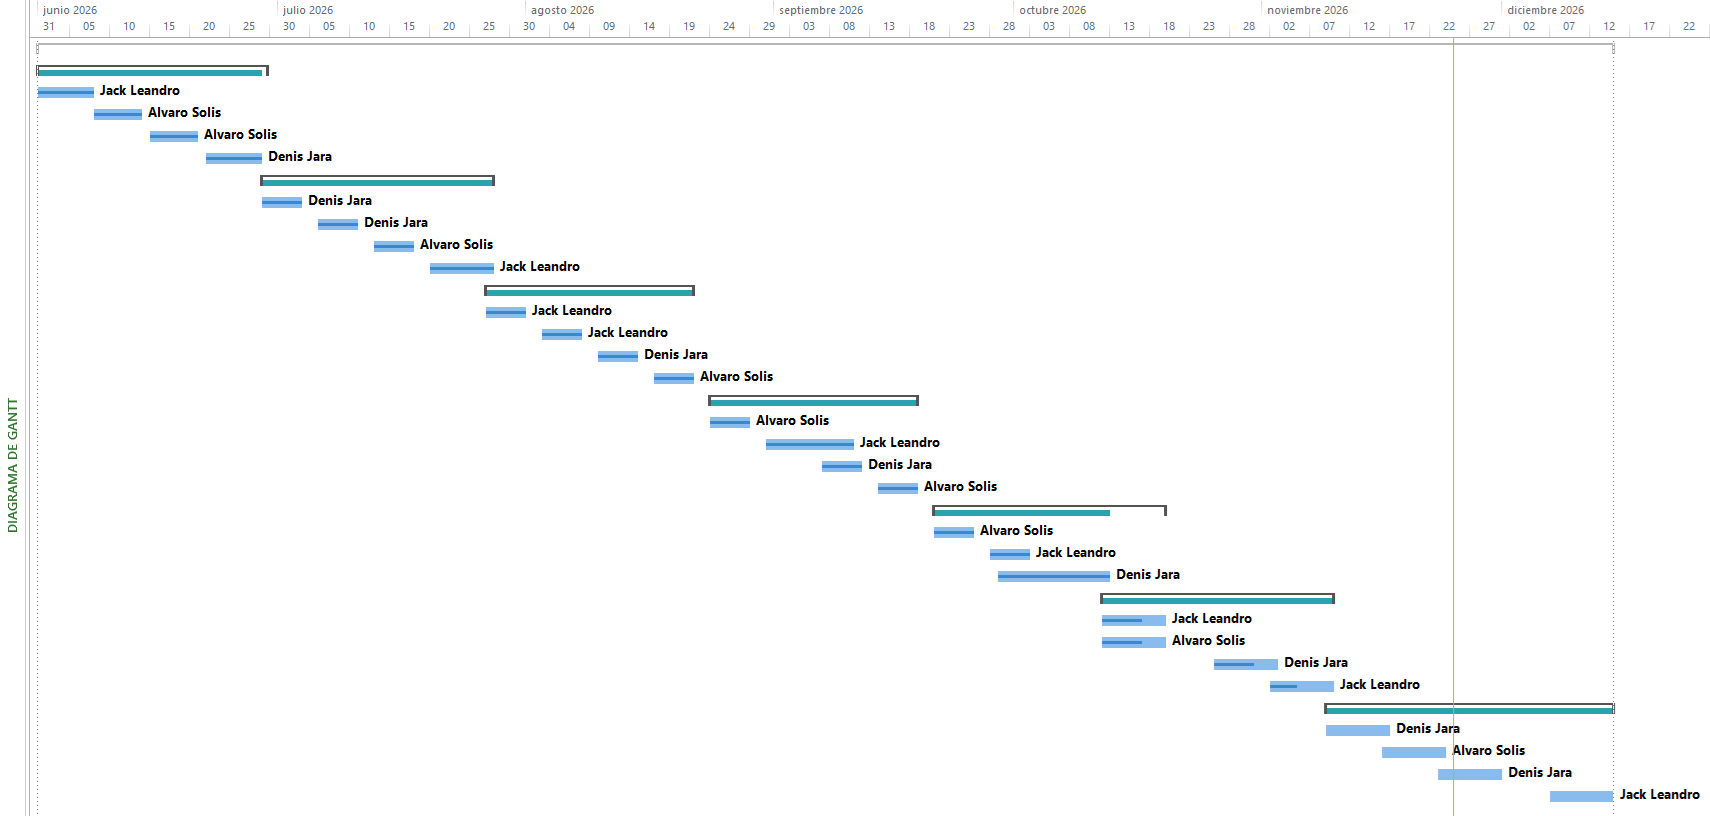 junio 2026 julio 2026 agosto 2026 septiembre 2026 octubre 2026 noviembre 2026 diciembre 2026
31 05 10 15 20 25 30 05 10 15 20 25 30 04 09 14 19 24 29 03 08 13 18 23 28 03 08 13 18 23 28 02 07 12 17 22 27 02 07 12 17 22
Jack Leandro
Alvaro Solis
Alvaro Solis
Denis Jara
Denis Jara
Denis Jara
Alvaro Solis
Jack Leandro
Jack Leandro
Jack Leandro
Denis Jara
Alvaro Solis
Alvaro Solis
Jack Leandro
Denis Jara
Alvaro Solis
Alvaro Solis
Jack Leandro
Denis Jara
Jack Leandro
Alvaro Solis
Denis Jara
Jack Leandro
Denis Jara
Alvaro Solis
Denis Jara
Jack Leandro
DIAGRAMA DE GANTT